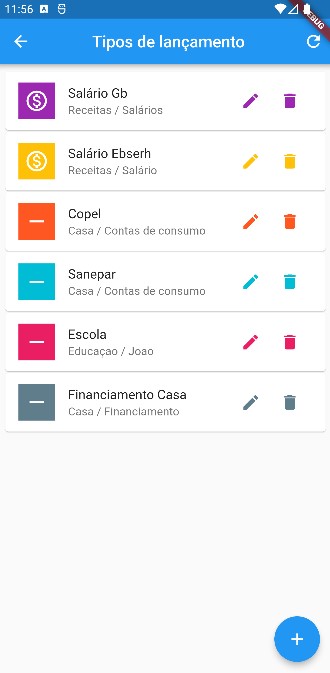 11:56
DEBUG
Tipos de lançamento
Salário Gb
Receitas / Salários
Salário Ebserh
Receitas / Salário
Copel
Casa / Contas de consumo
Sanepar
Casa / Contas de consumo
Escola
Educaçao / Joao
Financiamento Casa
Casa / Financiamento